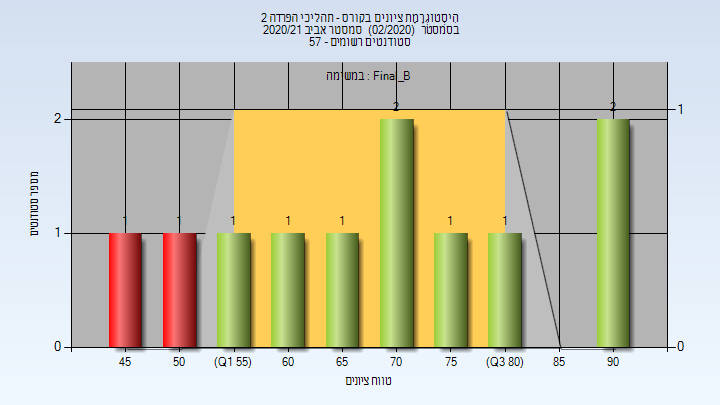 הִיסטוֹגרַמַת ציונים בקורס - תהליכי הפרדה 2
בסמסטר (02/2020) סמסטר אביב 2020/21
סטודנטים רשומים - 57
במשימה : Final_B
מספר סטודנטים
2
1
0
1
0
1
1
1
1
1
2
1
1
2
45
50
(Q1 55)
60
65
70
75
(Q3 80)
85
90
טווח ציונים